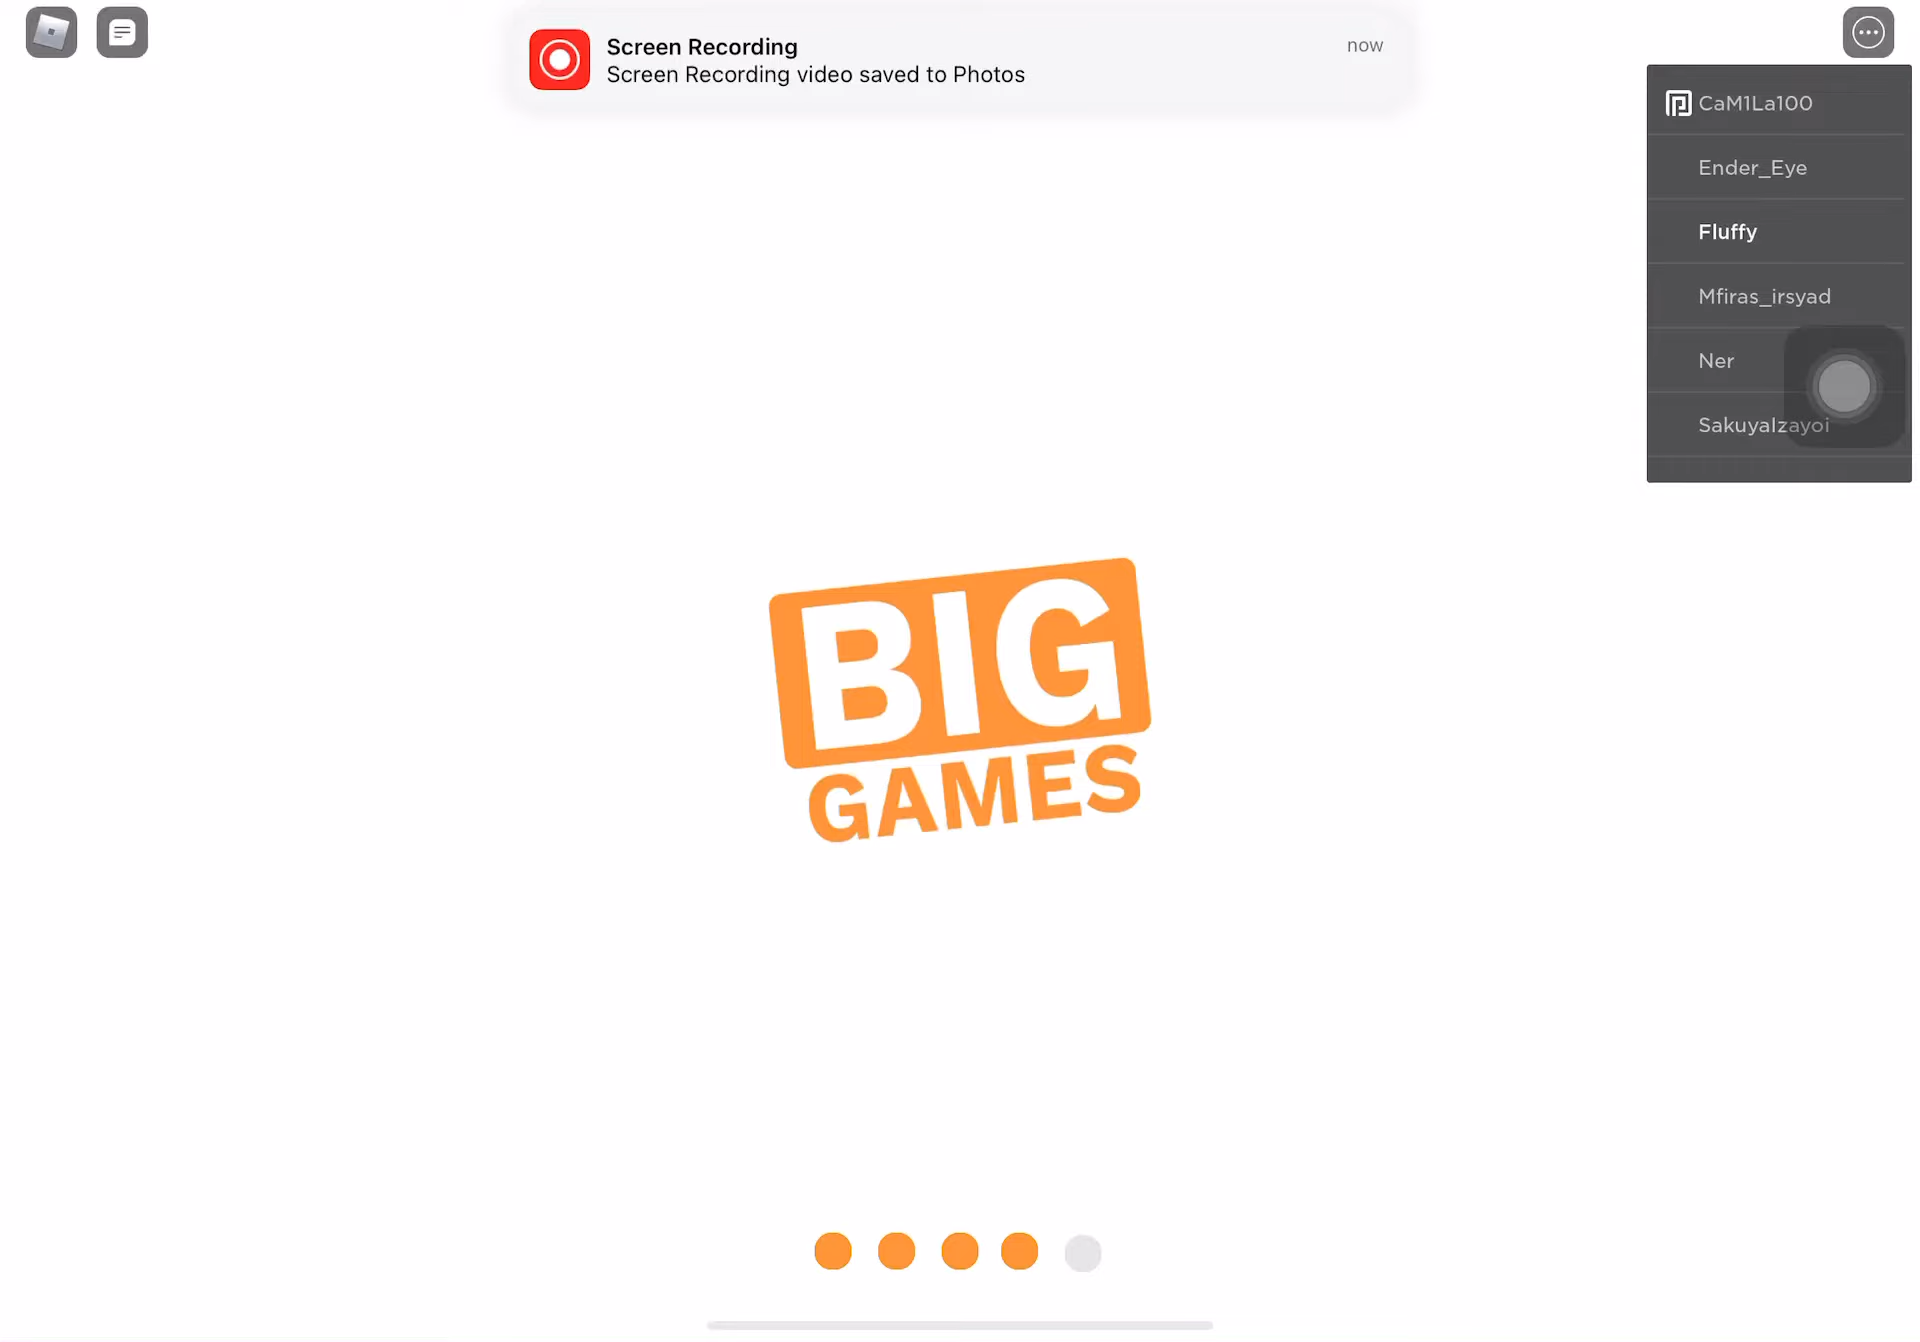 Screen Recording
now
Screen Recording video saved to Photos
CaM1La100
Ender_Eye
Fluffy
Mfiras_irsyad
Ner
SakuyaIzayoi
BIG
GAMES